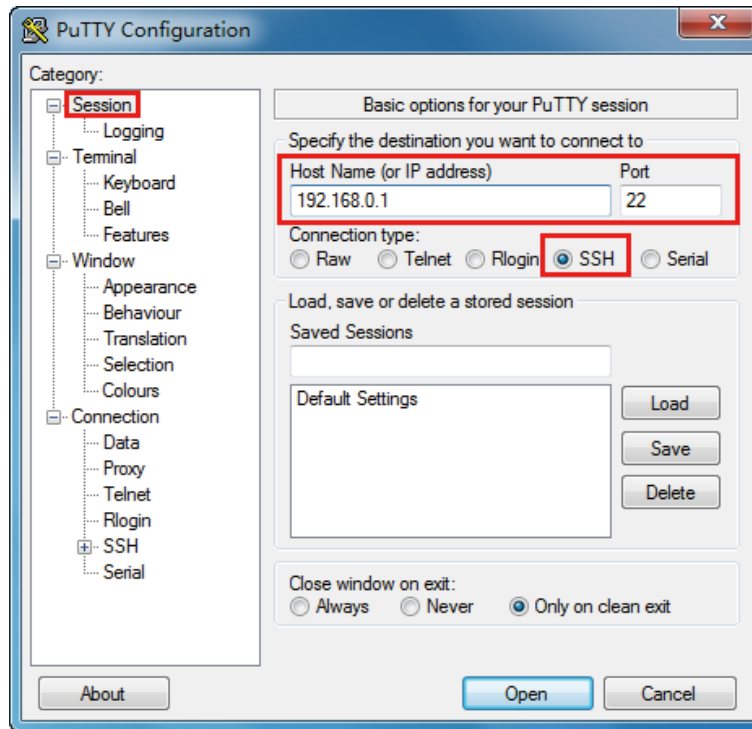 PuTTY Configuration
X
Category:
Session
Logging
Terminal
Keyboard
Bell
Features
Window
Appearance
Behaviour
Translation
Selection
Colours
Connection
Data
Proxy
Telnet
Rlogin
SSH
Serial
Basic options for your PuTTY session
Specify the destination you want to connect to
Host Name (or IP address) Port
192.168.0.1 22
Connection type:
Raw Telnet Rlogin SSH Serial
Load, save or delete a stored session
Saved Sessions
Default Settings
Load
Save
Delete
Close window on exit:
Always Never Only on clean exit
About Open Cancel